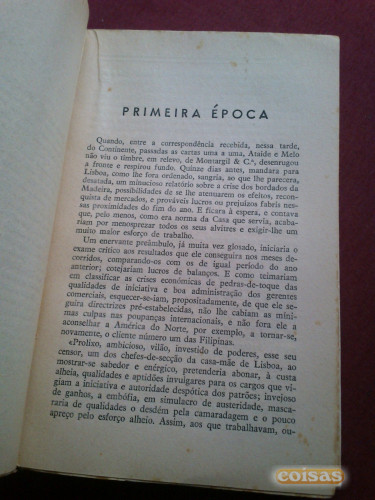 PRIMEIRA ÉPOCA
Quando, entre a correspondência recebida, nessa tarde,
do Continente, passadas as cartas uma a uma, Ataíde e Melo
não viu o timbre, em relevo, de Montargil & C.ª, desenrugou
a fronte e respirou fundo. Quinze dias antes, mandara para
Lisboa, como lhe fora ordenado, sangria, so que lhe parecera,
desatada, um minucioso relatório sobre a crise dos bordados da
Madeira, possibilidades de se lhe atenuarem os efeitos, recon-
quista de mercados, e prováveis lucros ou prejuízos fabris nes-
sas proximidades do fim do ano. E ficara à espera, e contava
que, pelo menos, como era norma da Casa que servia, acaba-
riam por desprezar todos os seus alvitres e exigir-lhe um
muito maior esforço de trabalho.
Um enervante preâmbulo, já muita vez glosado, iniciaria o
exame crítico aos resultados que ele conseguira nos meses de-
corridos, comparando-os com os de igual período do ano
anterior; cotejariam lucros de balanços. E como teimariam
em classificar as crises económicas de pedras-de-toque das
qualidades de iniciativa e boa administração dos gerentes
comerciais, esquecer-se-iam, propositadamente, de que ele se-
guira directrizes pré-estabelecidas, não lhe cabiam as míni-
mas culpas nas poupanças internacionais, e não fora ele a
aconselhar a América do Norte, por exemplo, a tornar-se,
novamente, o cliente número um das Filipinas.
«Prolixo, ambicioso, vilão, investido de poderes, esse seu
censor, um dos chefes-de-secção da casa-mãe de Lisboa, ao
mostrar-se sabedor e enérgico, pretenderia abonar, à custa
alheia, qualidades e aptidões invulgares para os cargos que vi-
giam a iniciativa e autoridade despótica dos patrões; invejoso
de ganhos, a embófia, em simulacro de austeridade, masca-
raria de qualidades o desdém pela camaradagem e o pouco
apreço pelo esforço alheio. Assim, aos que trabalhavam, ou-
coisas